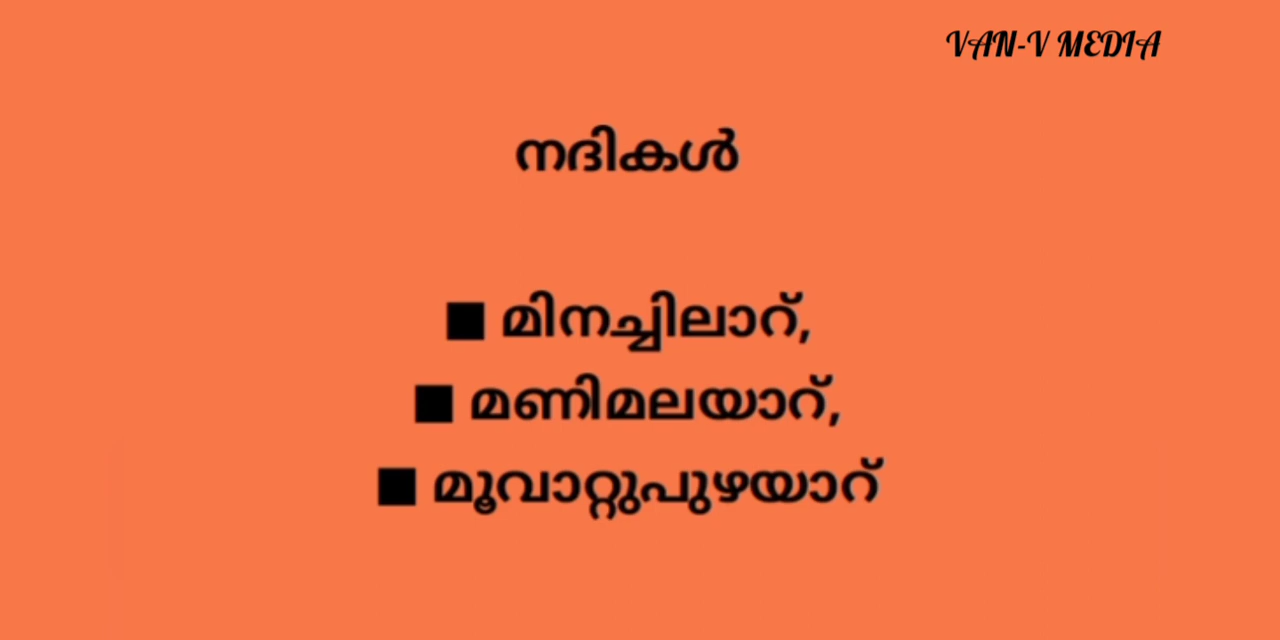 VAN-V MEDIA
നദികൾ
■ മിനച്ചിലാറ്,
■ മണിമലയാറ്,
■ മൂവാറ്റുപുഴയാറ്